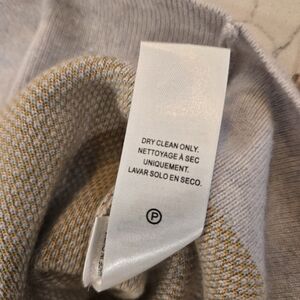 DRY CLEAN ONLY.
NETTOYAGE À SEC
UNIQUEMENT.
LAVAR SOLO EN SECO.
P